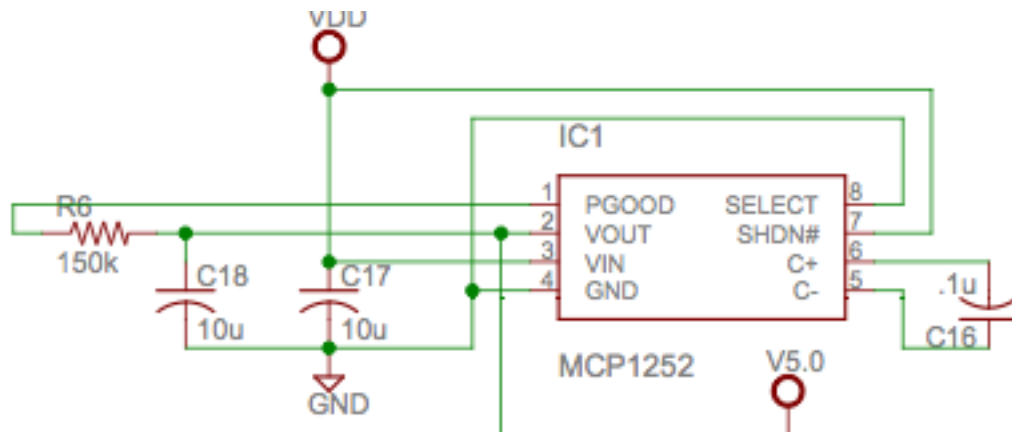 VDD
IC1
R6
150k
1
PGOOD
SELECT
8
2
VOUT
SHDN#
7
3
VIN
C+
6
4
GND
C-
5
C18
10u
C17
10u
.1u
C16
MCP1252
V5.0
GND